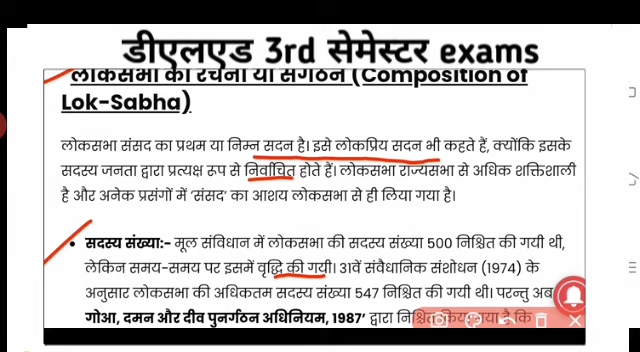 डीएलएड 3rd सेमेस्टर exams
लोकसभा की रचना या संगठन (Composition of
Lok-Sabha)
लोकसभा संसद का प्रथम या निम्न सदन है। इसे लोकप्रिय सदन भी कहते हैं, क्योंकि इसके
सदस्य जनता द्वारा प्रत्यक्ष रूप से निर्वाचित होते हैं। लोकसभा राज्यसभा से अधिक शक्तिशाली
है और अनेक प्रसंगों में ‘संसद’ का आशय लोकसभा से ही लिया गया है।
• सदस्य संख्या:- मूल संविधान में लोकसभा की सदस्य संख्या 500 निश्चित की गयी थी,
लेकिन समय-समय पर इसमें वृद्धि की गयी। 31वें संवैधानिक संशोधन (1974) के
अनुसार लोकसभा की अधिकतम सदस्य संख्या 547 निश्चित की गयी थी। परन्तु अब
गोआ, दमन और दीव पुनर्गठन अधिनियम, 1987’ द्वारा निश्चित किया गया है कि